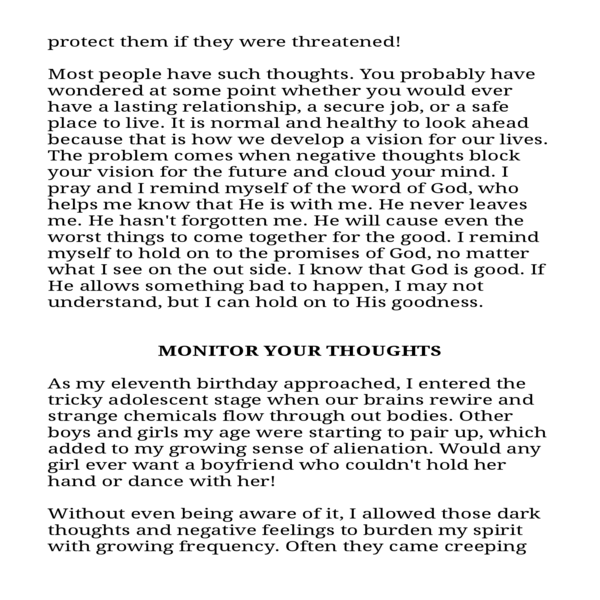 protect them if they were threatened!
Most people have such thoughts. You probably have
wondered at some point whether you would ever
have a lasting relationship, a secure job, or a safe
place to live. It is normal and healthy to look ahead
because that is how we develop a vision for our lives.
The problem comes when negative thoughts block
your vision for the future and cloud your mind. I
pray and I remind myself of the word of God, who
helps me know that He is with me. He never leaves
me. He hasn't forgotten me. He will cause even the
worst things to come together for the good. I remind
myself to hold on to the promises of God, no matter
what I see on the out side. I know that God is good. If
He allows something bad to happen, I may not
understand, but I can hold on to His goodness.
MONITOR YOUR THOUGHTS
As my eleventh birthday approached, I entered the
tricky adolescent stage when our brains rewire and
strange chemicals flow through out bodies. Other
boys and girls my age were starting to pair up, which
added to my growing sense of alienation. Would any
girl ever want a boyfriend who couldn't hold her
hand or dance with her!
Without even being aware of it, I allowed those dark
thoughts and negative feelings to burden my spirit
with growing frequency. Often they came creeping